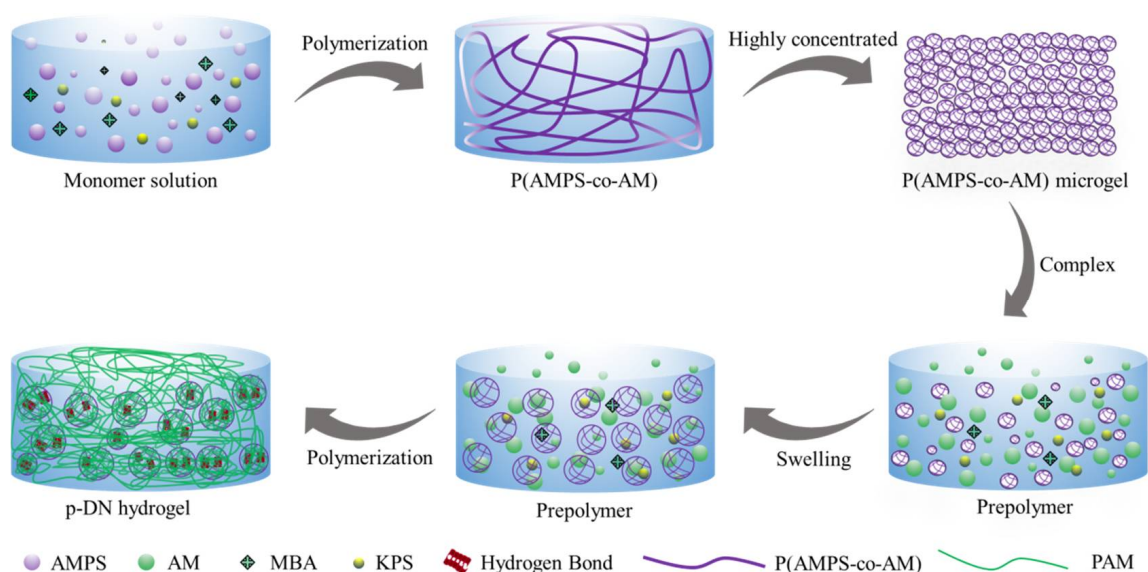 Polymerization
Highly concentrated
Monomer solution
P(AMPS-co-AM)
P(AMPS-co-AM) microgel
Complex
Prepolymer
Swelling
Prepolymer
Polymerization
p-DN hydrogel
AMPS
AM
MBA
KPS
Hydrogen Bond
P(AMPS-co-AM)
PAM